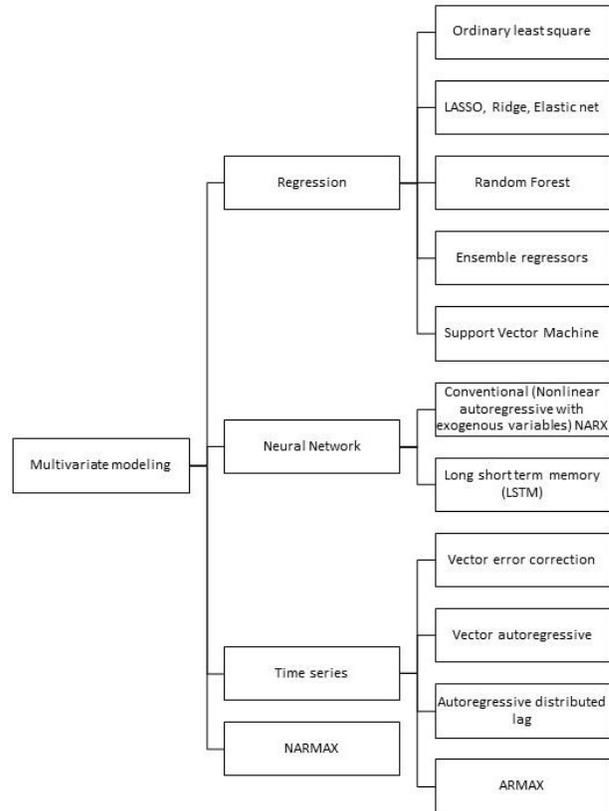 Multivariate modeling
Regression
Ordinary least square
LASSO, Ridge, Elastic net
Random Forest
Ensemble regressors
Support Vector Machine
Neural Network
Conventional (Nonlinear
autoregressive with
exogenous variables) NARX
Long short term memory
(LSTM)
Time series
Vector error correction
Vector autoregressive
Autoregressive distributed
lag
ARMAX
NARMAX